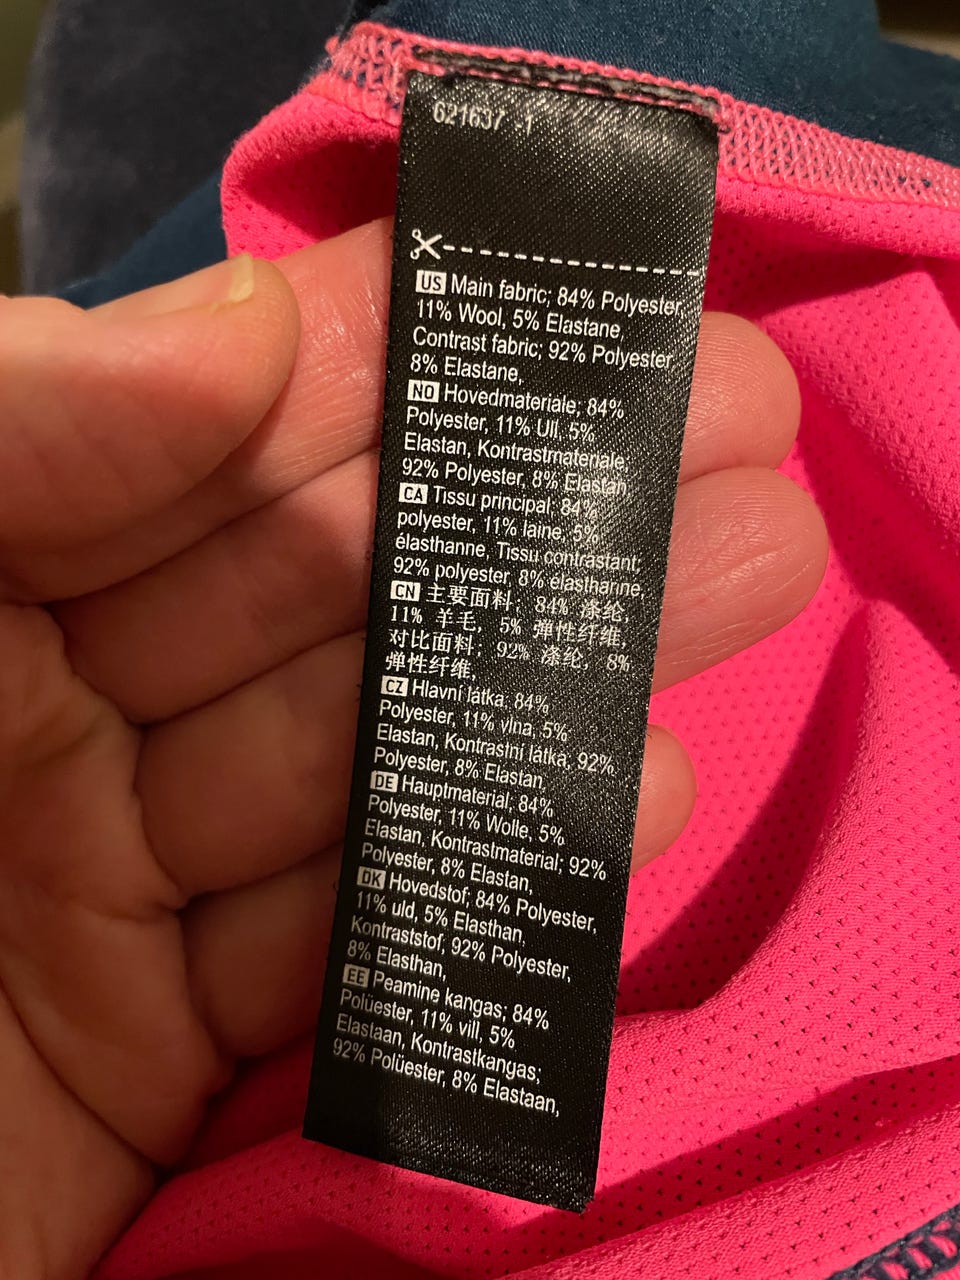 621637 .1
US Main fabric; 84% Polyester,
11% Wool, 5% Elastane,
Contrast fabric; 92% Polyester,
8% Elastane,
NO Hovedmateriale; 84%
Polyester, 11% Ull, 5%
Elastan, Kontrastmateriale;
92% Polyester, 8% Elastan,
CA Tissu principal; 84%
polyester, 11% laine, 5%
élasthanne, Tissu contrastant;
92% polyester, 8% élasthanne,
CN 主要面料; 84% 涤纶,
11% 羊毛, 5% 弹性纤维,
对比面料; 92% 涤纶, 8%
弹性纤维,
CZ Hlavní látka; 84%
Polyester, 11% vlna, 5%
Elastan, Kontrastní látka; 92%
Polyester, 8% Elastan,
DE Hauptmaterial; 84%
Polyester, 11% Wolle, 5%
Elastan, Kontrastmaterial; 92%
Polyester, 8% Elastan,
DK Hovedstof; 84% Polyester,
11% uld, 5% Elasthan,
Kontraststof; 92% Polyester,
8% Elasthan,
EE Peamine kangas; 84%
Polüester, 11% vill, 5%
Elastaan, Kontrastkangas;
92% Polüester, 8% Elastaan,